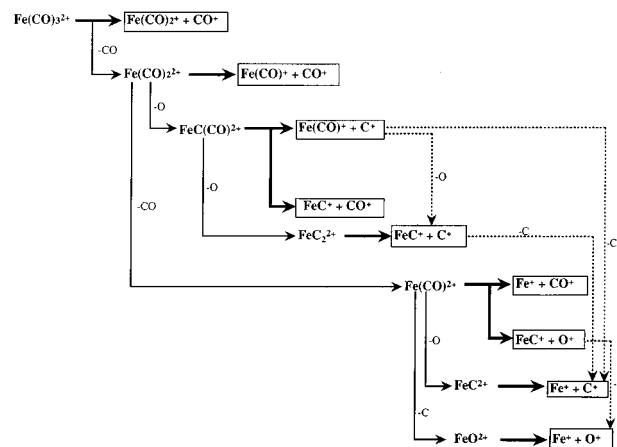 Fe(CO)₃²⁺ Fe(CO)₂⁺ + CO⁺
-CO
Fe(CO)₂²⁺ Fe(CO)⁺ + CO⁺
-O
FeC(CO)²⁺ Fe(CO)⁺ + C⁺
-O -O
-CO FeC⁺ + CO⁺
FeC₂²⁺ FeC⁺ + C⁺ -C -C
Fe(CO)²⁺ Fe⁺ + CO⁺
-O FeC⁺ + O⁺
FeC²⁺ Fe⁺ + C⁺
-C
FeO²⁺ Fe⁺ + O⁺